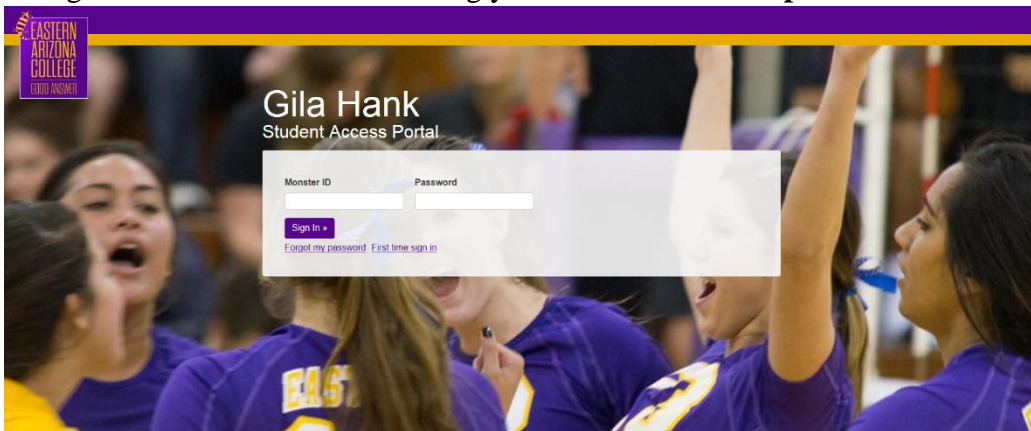 EASTERN
ARIZONA
COLLEGE
GOOD ANSWER
Gila Hank
Student Access Portal
Monster ID Password
Sign In »
Forgot my password First time sign in
EAST